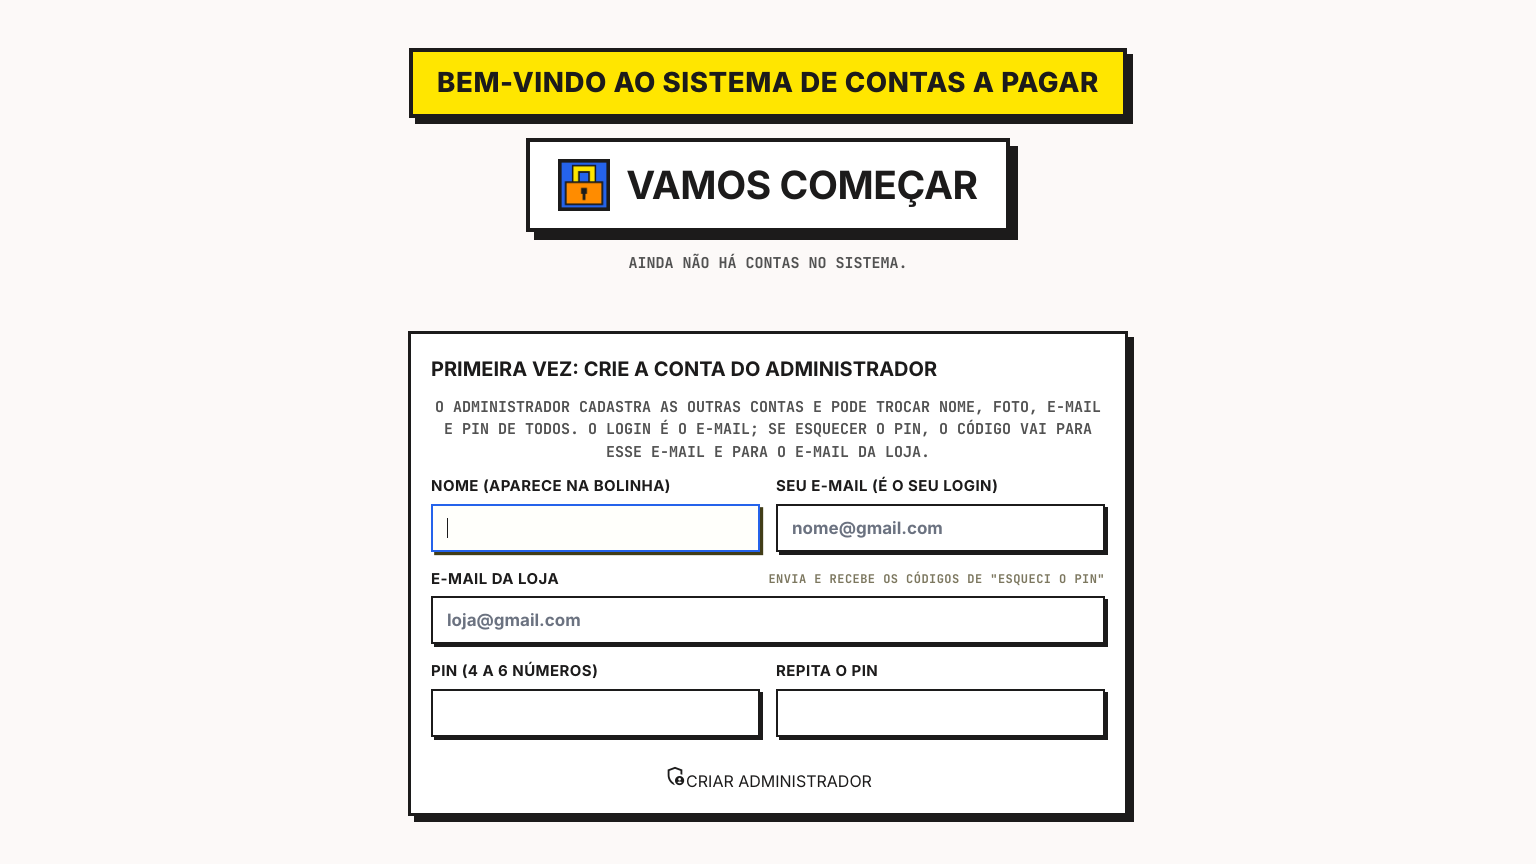 BEM-VINDO AO SISTEMA DE CONTAS A PAGAR
VAMOS COMEÇAR
AINDA NÃO HÁ CONTAS NO SISTEMA.
PRIMEIRA VEZ: CRIE A CONTA DO ADMINISTRADOR
O ADMINISTRADOR CADASTRA AS OUTRAS CONTAS E PODE TROCAR NOME, FOTO, E-MAIL
E PIN DE TODOS. O LOGIN É O E-MAIL; SE ESQUECER O PIN, O CÓDIGO VAI PARA
ESSE E-MAIL E PARA O E-MAIL DA LOJA.
NOME (APARECE NA BOLINHA)
SEU E-MAIL (É O SEU LOGIN)
nome@gmail.com
E-MAIL DA LOJA
ENVIA E RECEBE OS CÓDIGOS DE "ESQUECI O PIN"
loja@gmail.com
PIN (4 A 6 NÚMEROS)
REPITA O PIN
CRIAR ADMINISTRADOR